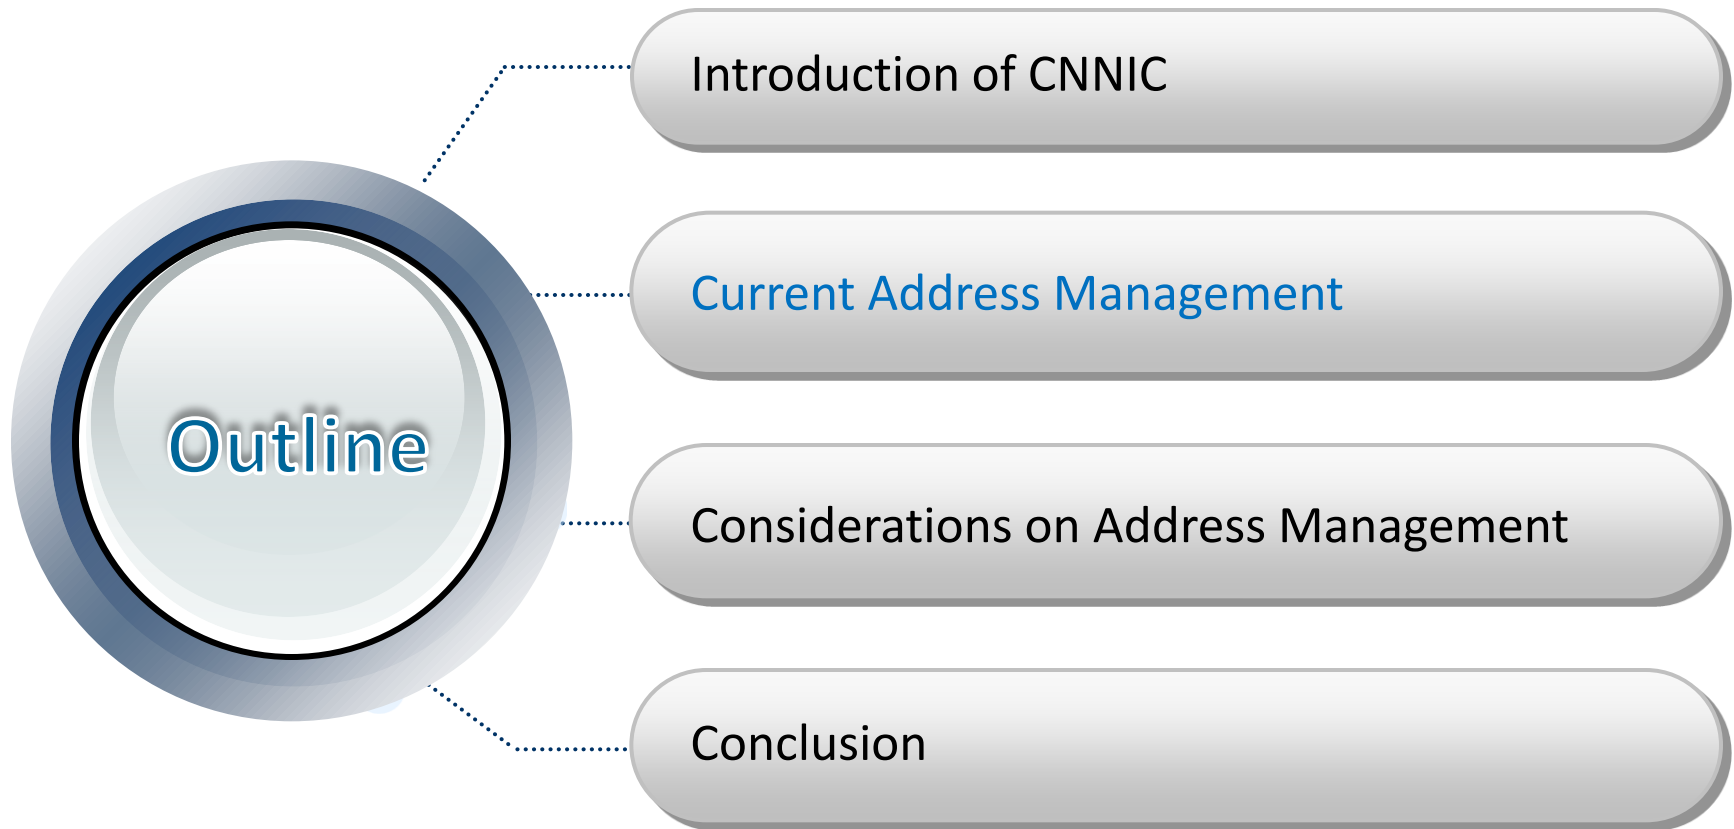 Outline
Introduction of CNNIC
Current Address Management
Considerations on Address Management
Conclusion